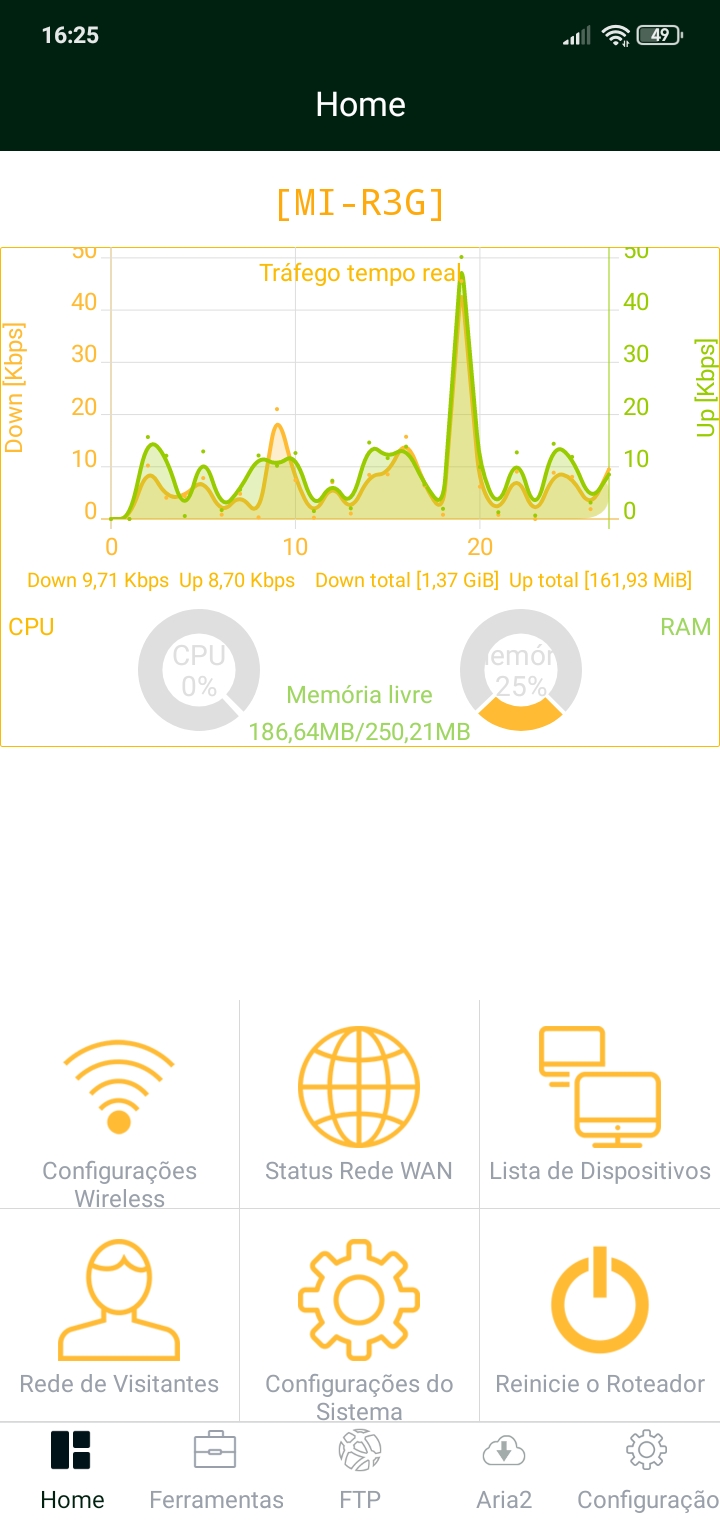 16:25
49
Home
[MI-R3G]
Tráfego tempo real
50
40
30
20
10
0
Down [Kbps]
50
40
30
20
10
0
Up [Kbps]
0 10 20
Down 9,71 Kbps Up 8,70 Kbps Down total [1,37 GiB] Up total [161,93 MiB]
CPU
CPU
0%
Memória livre
186,64MB/250,21MB
emór
25%
RAM
Configurações
Wireless
Status Rede WAN
Lista de Dispositivos
Rede de Visitantes
Configurações do
Sistema
Reinicie o Roteador
Home
Ferramentas
FTP
Aria2
Configuração